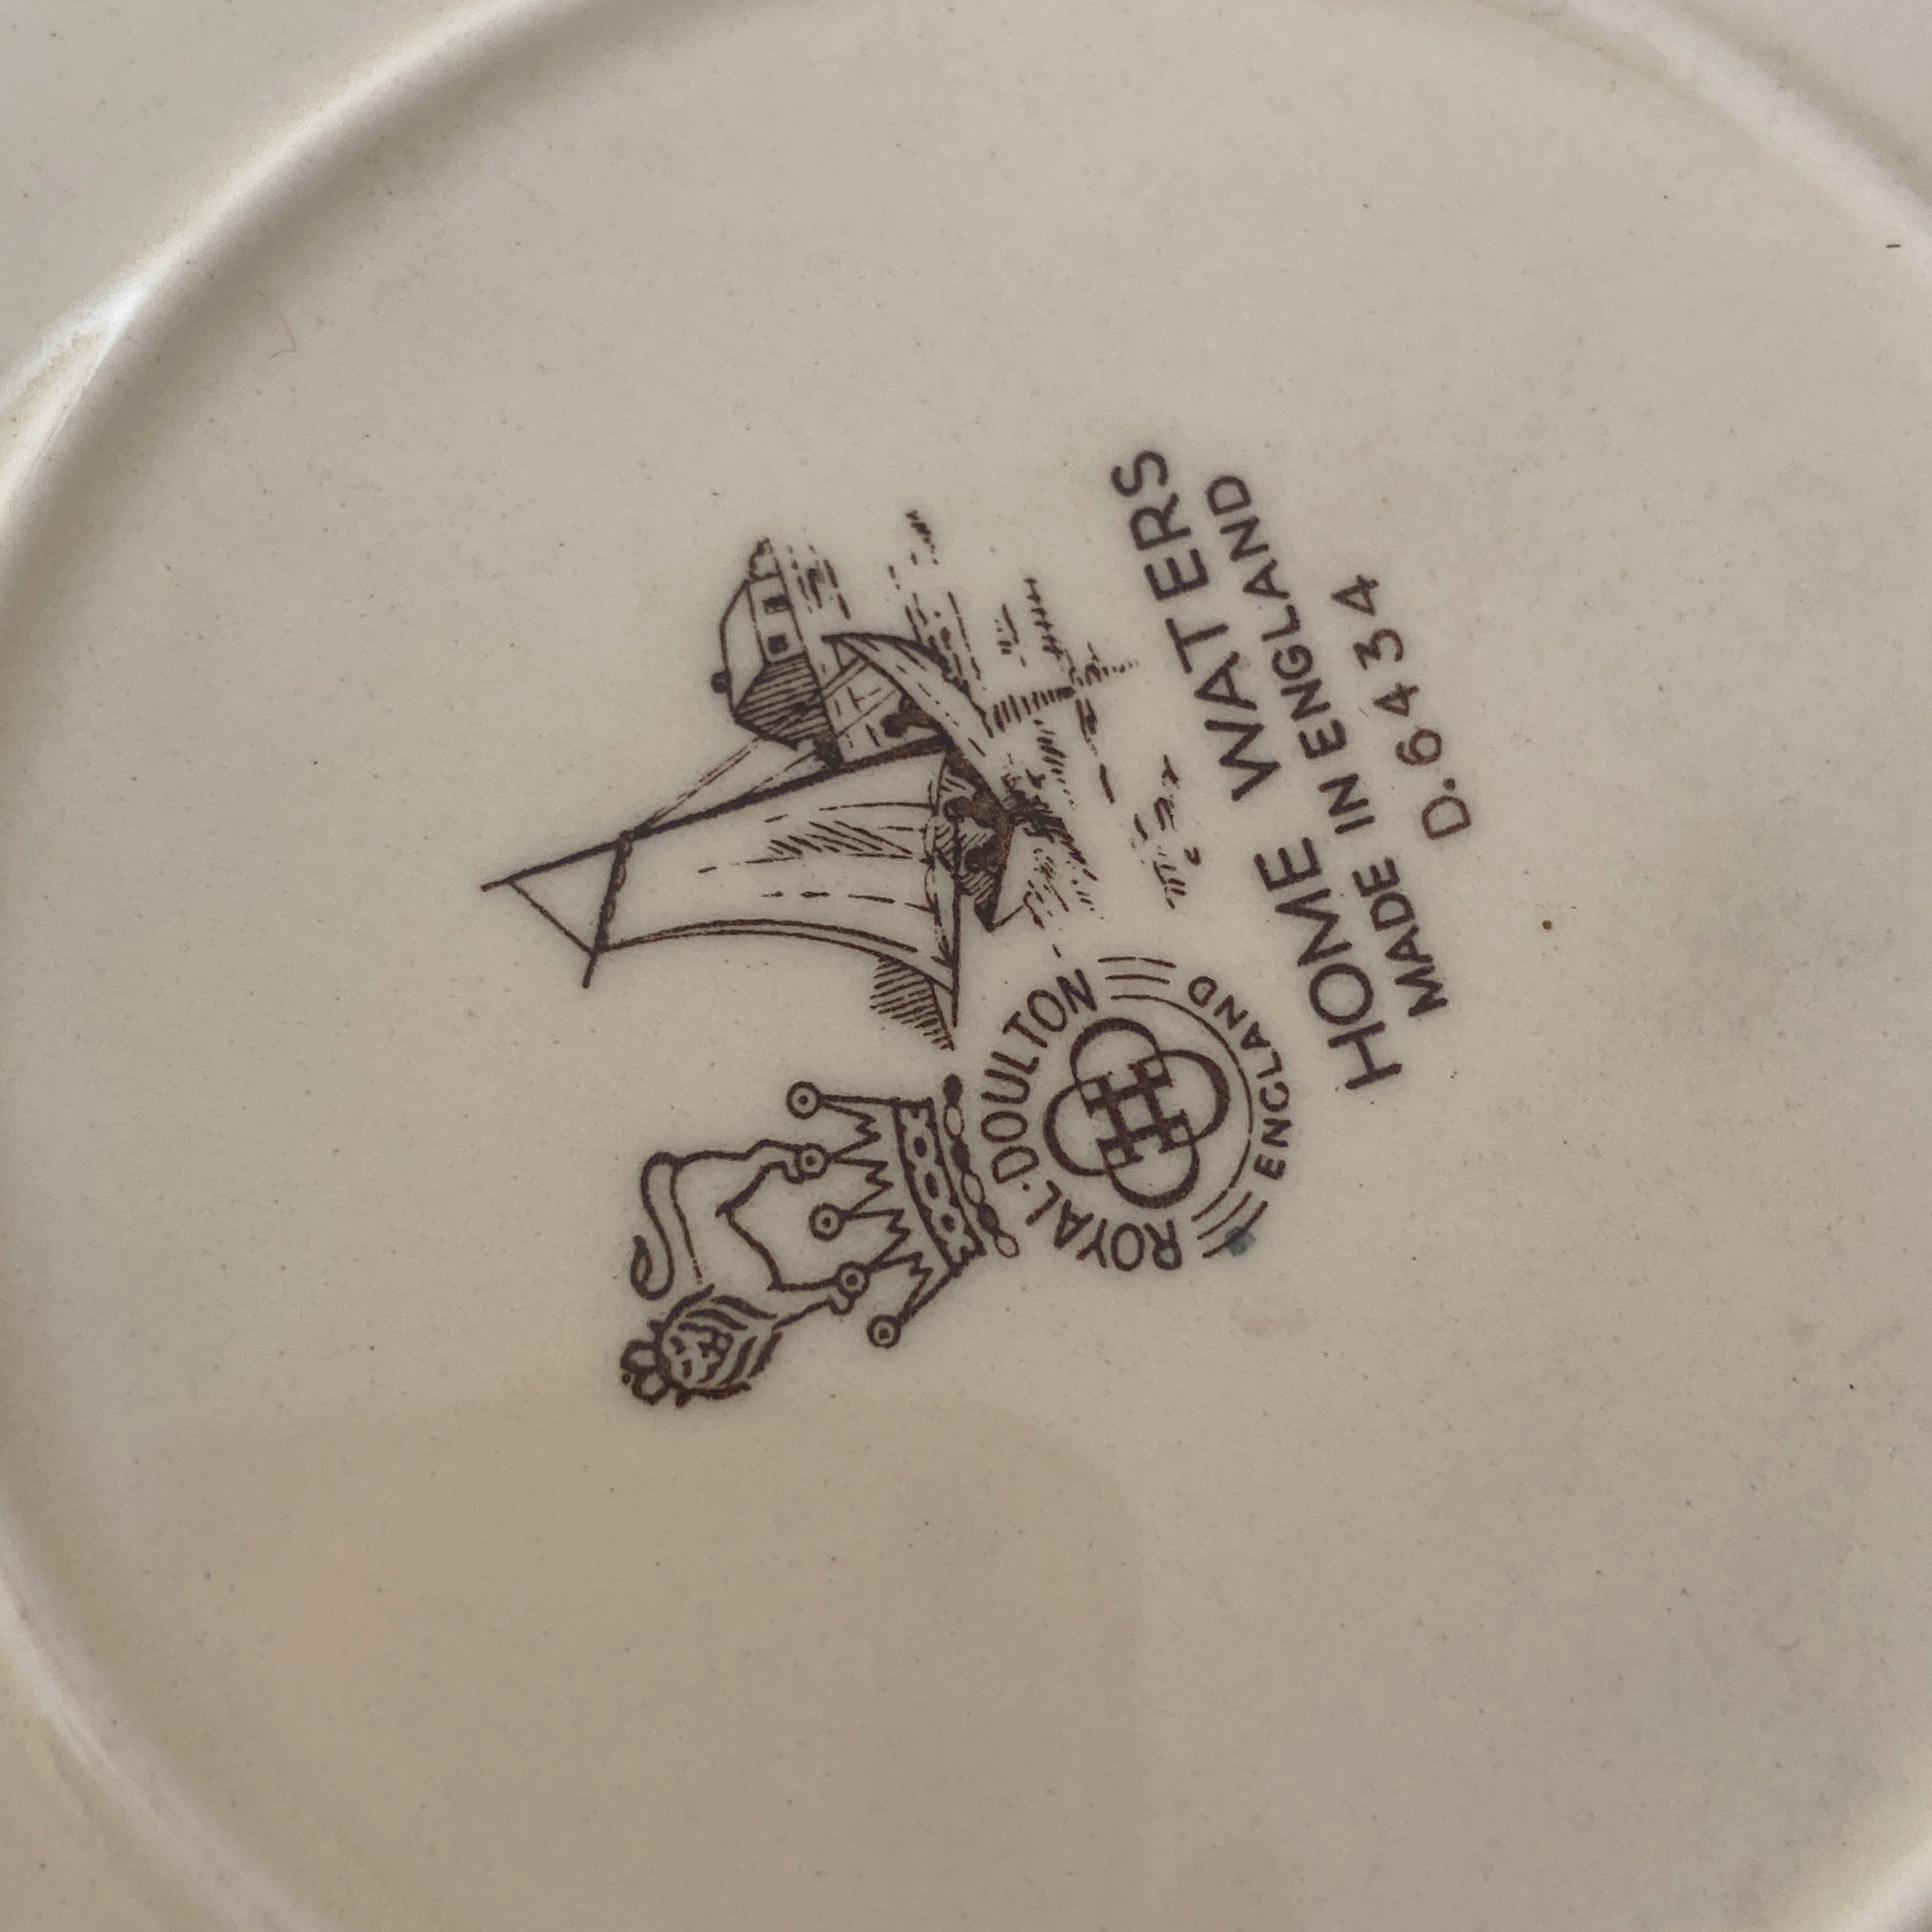 ROYAL·DOULTON
ENGLAND
HOME WATERS
MADE IN ENGLAND
D.6434